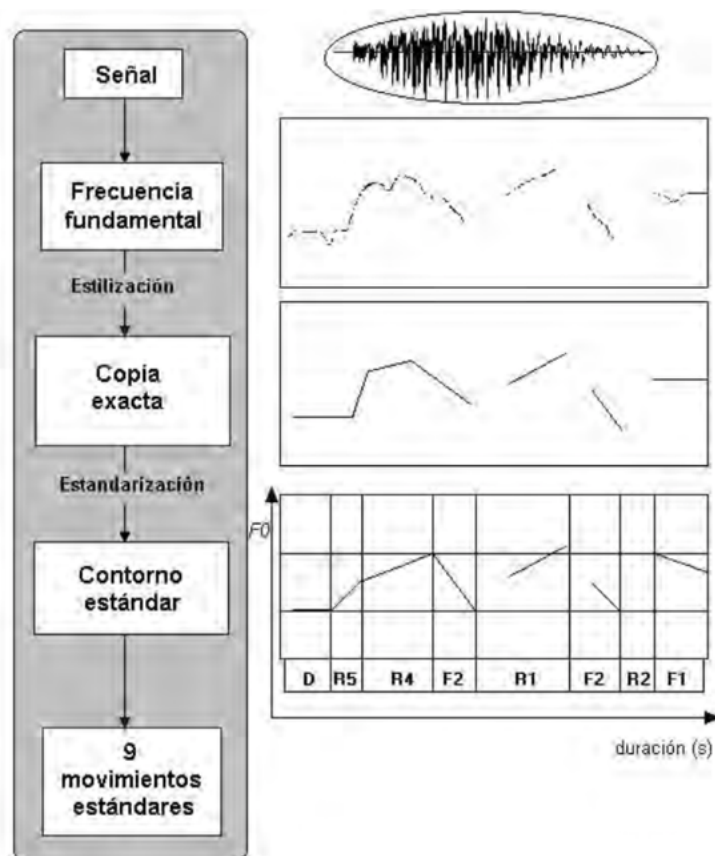 Señal
Frecuencia
fundamental
Estilización
Copia
exacta
Estandarización
Contorno
estándar
9
movimientos
estándares
F0
D R5 R4 F2 R1 F2 R2 F1
duración (s)